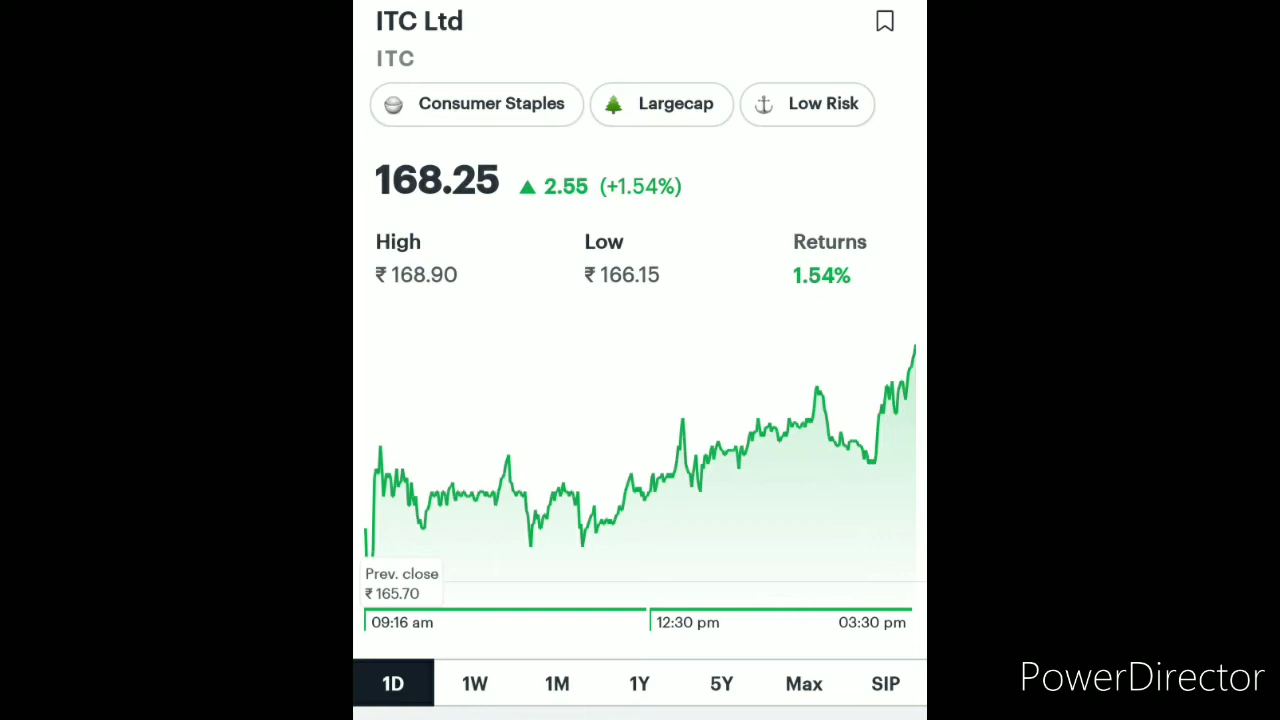 ITC Ltd
ITC
Consumer Staples Largecap Low Risk
168.25 ▲ 2.55 (+1.54%)
High Low Returns
₹ 168.90 ₹ 166.15 1.54%
Prev. close
₹ 165.70
09:16 am 12:30 pm 03:30 pm
1D 1W 1M 1Y 5Y Max SIP
PowerDirector